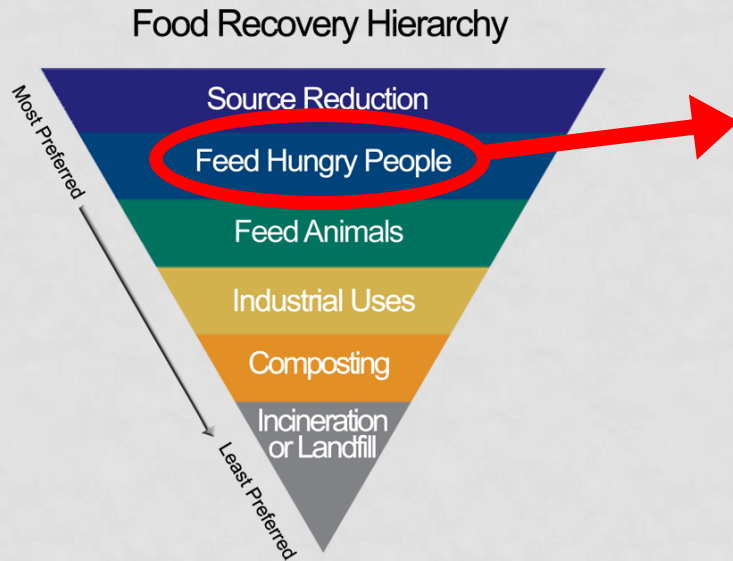 Food Recovery Hierarchy
Most Preferred
Source Reduction
Feed Hungry People
Feed Animals
Industrial Uses
Composting
Incineration
or Landfill
Least Preferred